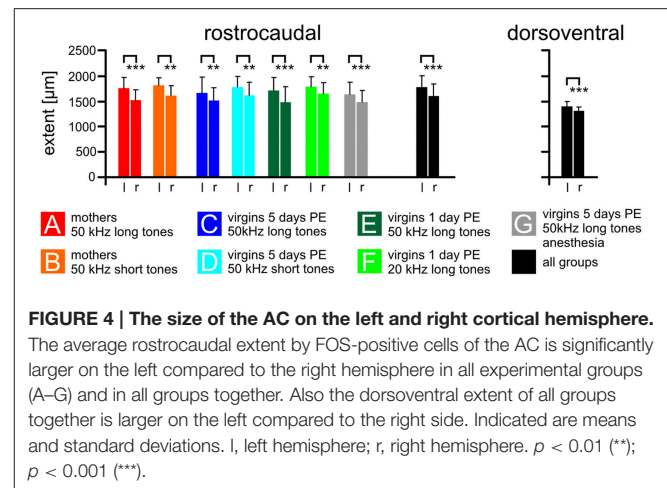 rostrocaudal
dorsoventral
extent [µm]
2500
2000
1500
1000
500
0
*** ** ** ** *** ** *** ***
l r l r l r l r l r l r l r l r
2500
2000
1500
1000
500
0
***
l r
A mothers
50 kHz long tones
B mothers
50 kHz short tones
C virgins 5 days PE
50kHz long tones
D virgins 5 days PE
50 kHz short tones
E virgins 1 day PE
50 kHz long tones
F virgins 1 day PE
20 kHz long tones
G virgins 5 days PE
50kHz long tones
anesthesia
all groups
FIGURE 4 | The size of the AC on the left and right cortical hemisphere.
The average rostrocaudal extent by FOS-positive cells of the AC is significantly
larger on the left compared to the right hemisphere in all experimental groups
(A–G) and in all groups together. Also the dorsoventral extent of all groups
together is larger on the left compared to the right side. Indicated are means
and standard deviations. l, left hemisphere; r, right hemisphere. p < 0.01 (**);
p < 0.001 (***).